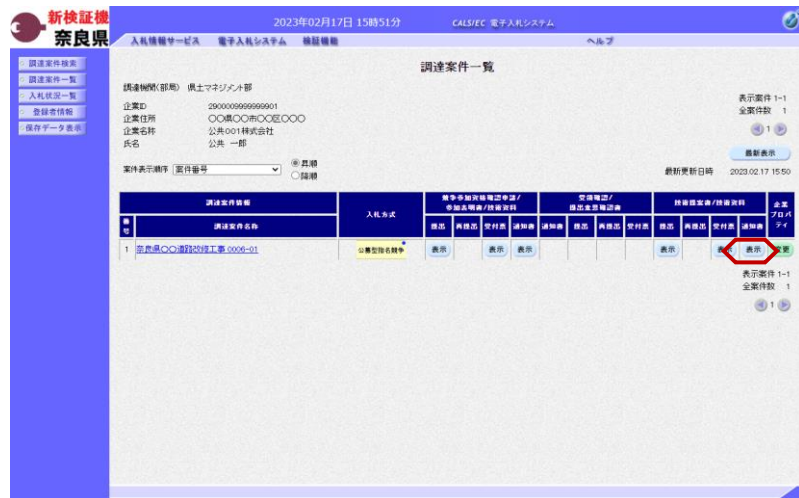 新検証機
奈良県
2023年02月17日 15時51分
CALS/EC 電子入札システム
入札情報サービス 電子入札システム 検証機能 ヘルプ
調達案件検索
調達案件一覧
入札状況一覧
登録者情報
保存データ表示
調達案件一覧
調達機関(部局) 県土マネジメント部
企業ID 2900009999999901
企業住所 〇〇県〇〇市〇〇区〇〇〇
企業名称 公共001株式会社
氏名 公共 一郎
表示案件 1-1
全案件数 1
1
案件表示順序 案件番号
昇順
降順
最新表示
最新更新日時 2023.02.17 15:50
調達案件情報
番号 調達案件名称
入札方式
競争参加資格確認申請/
参加表明書/技術資料
提出 再提出 受付票 通知書
受領確認/
提出意思確認書
通知書 提出 再提出 受付票
技術提案書/技術資料
提出 再提出 受付票 通知書
企業
プロパ
ティ
1 奈良県〇〇道路改修工事 0006-01 公募型指名競争 表示 表示 表示 表示 表示 表示 変更
表示案件 1-1
全案件数 1
1